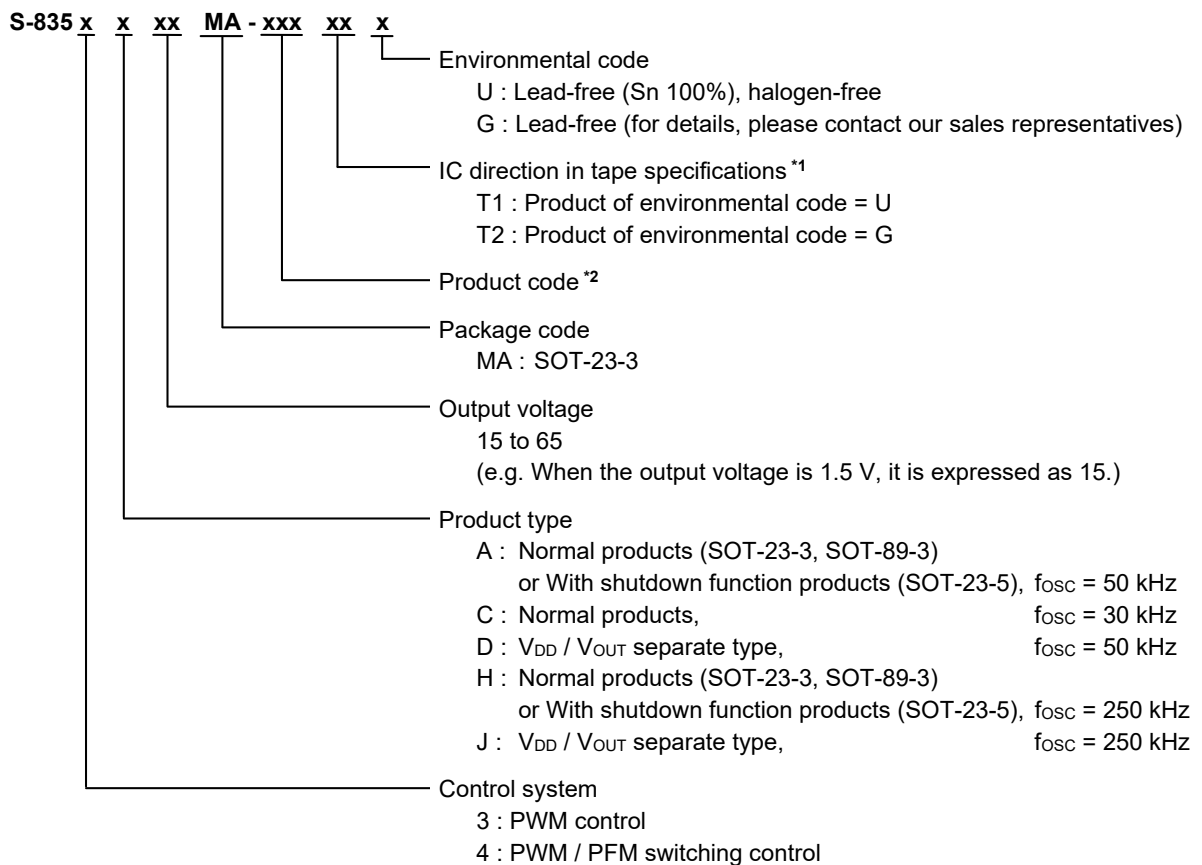 S-835 x x xx MA - xxx xx x
Environmental code
U : Lead-free (Sn 100%), halogen-free
G : Lead-free (for details, please contact our sales representatives)
IC direction in tape specifications *1
T1 : Product of environmental code = U
T2 : Product of environmental code = G
Product code *2
Package code
MA : SOT-23-3
Output voltage
15 to 65
(e.g. When the output voltage is 1.5 V, it is expressed as 15.)
Product type
A : Normal products (SOT-23-3, SOT-89-3)
or With shutdown function products (SOT-23-5), fOSC = 50 kHz
C : Normal products, fOSC = 30 kHz
D : VDD / VOUT separate type, fOSC = 50 kHz
H : Normal products (SOT-23-3, SOT-89-3)
or With shutdown function products (SOT-23-5), fOSC = 250 kHz
J : VDD / VOUT separate type, fOSC = 250 kHz
Control system
3 : PWM control
4 : PWM / PFM switching control